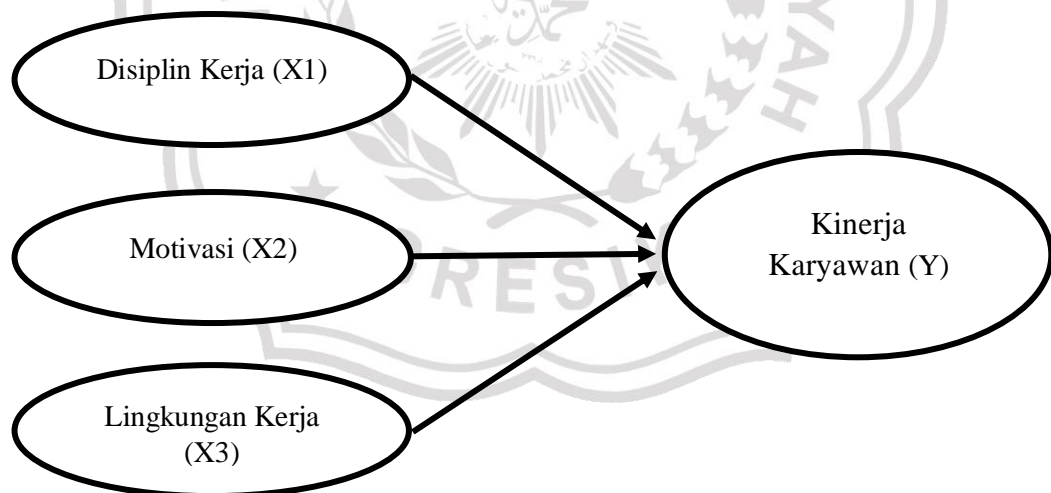 Disiplin Kerja (X1)
Motivasi (X2)
Kinerja
Karyawan (Y)
Lingkungan Kerja
(X3)